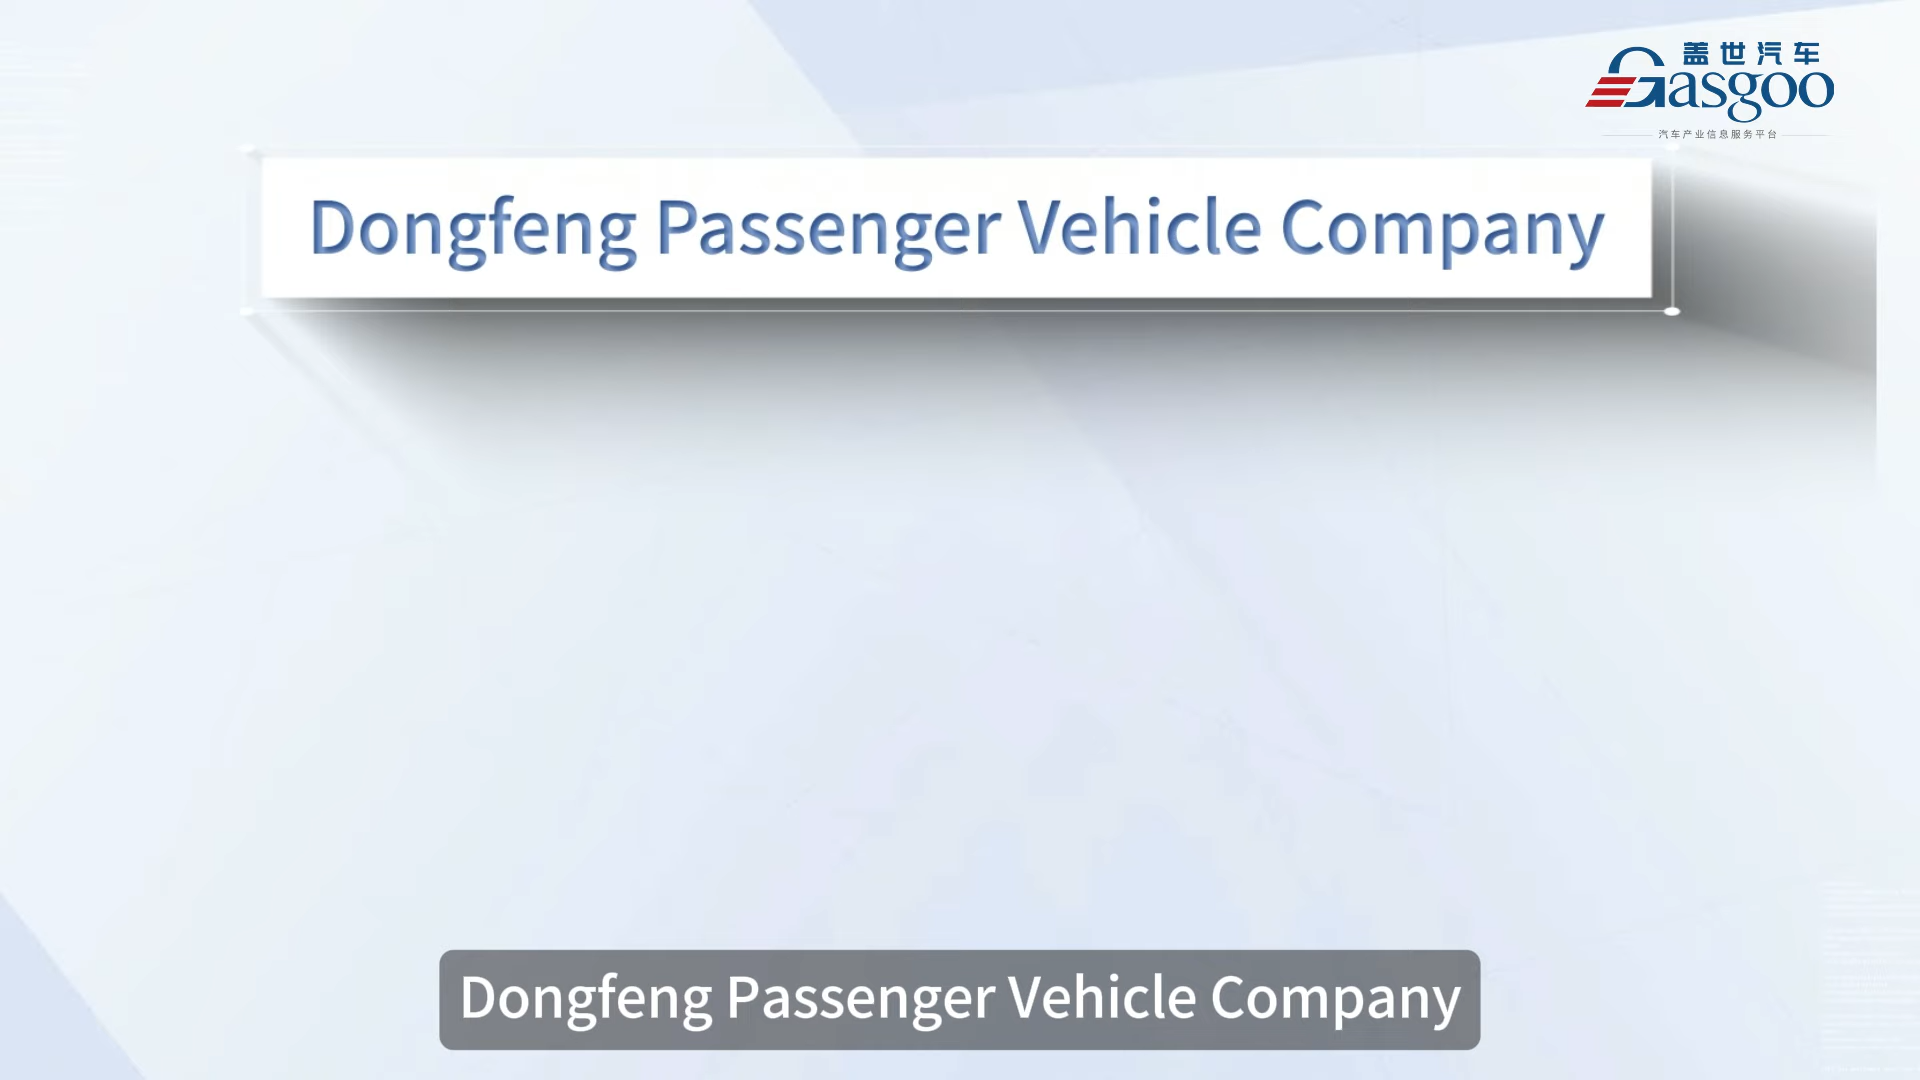 盖世汽车
Gasgoo
汽车产业信息服务平台
Dongfeng Passenger Vehicle Company
Dongfeng Passenger Vehicle Company